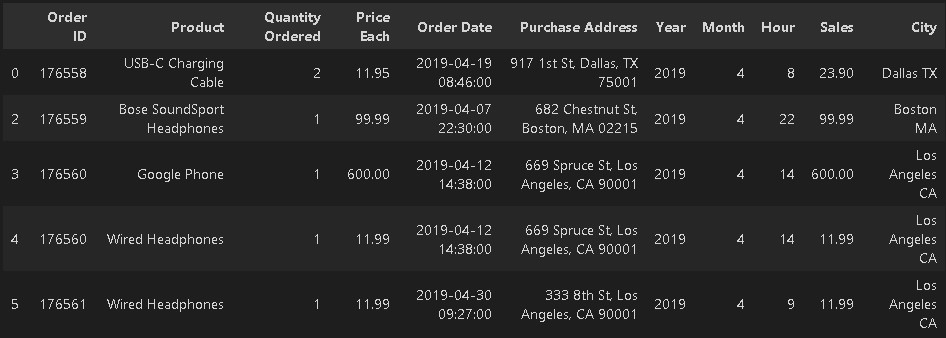 Order ID Product Quantity Ordered Price Each Order Date Purchase Address Year Month Hour Sales City
0 176558 USB-C Charging Cable 2 11.95 2019-04-19 08:46:00 917 1st St, Dallas, TX 75001 2019 4 8 23.90 Dallas TX
2 176559 Bose SoundSport Headphones 1 99.99 2019-04-07 22:30:00 682 Chestnut St, Boston, MA 02215 2019 4 22 99.99 Boston MA
3 176560 Google Phone 1 600.00 2019-04-12 14:38:00 669 Spruce St, Los Angeles, CA 90001 2019 4 14 600.00 Los Angeles CA
4 176560 Wired Headphones 1 11.99 2019-04-12 14:38:00 669 Spruce St, Los Angeles, CA 90001 2019 4 14 11.99 Los Angeles CA
5 176561 Wired Headphones 1 11.99 2019-04-30 09:27:00 333 8th St, Los Angeles, CA 90001 2019 4 9 11.99 Los Angeles CA